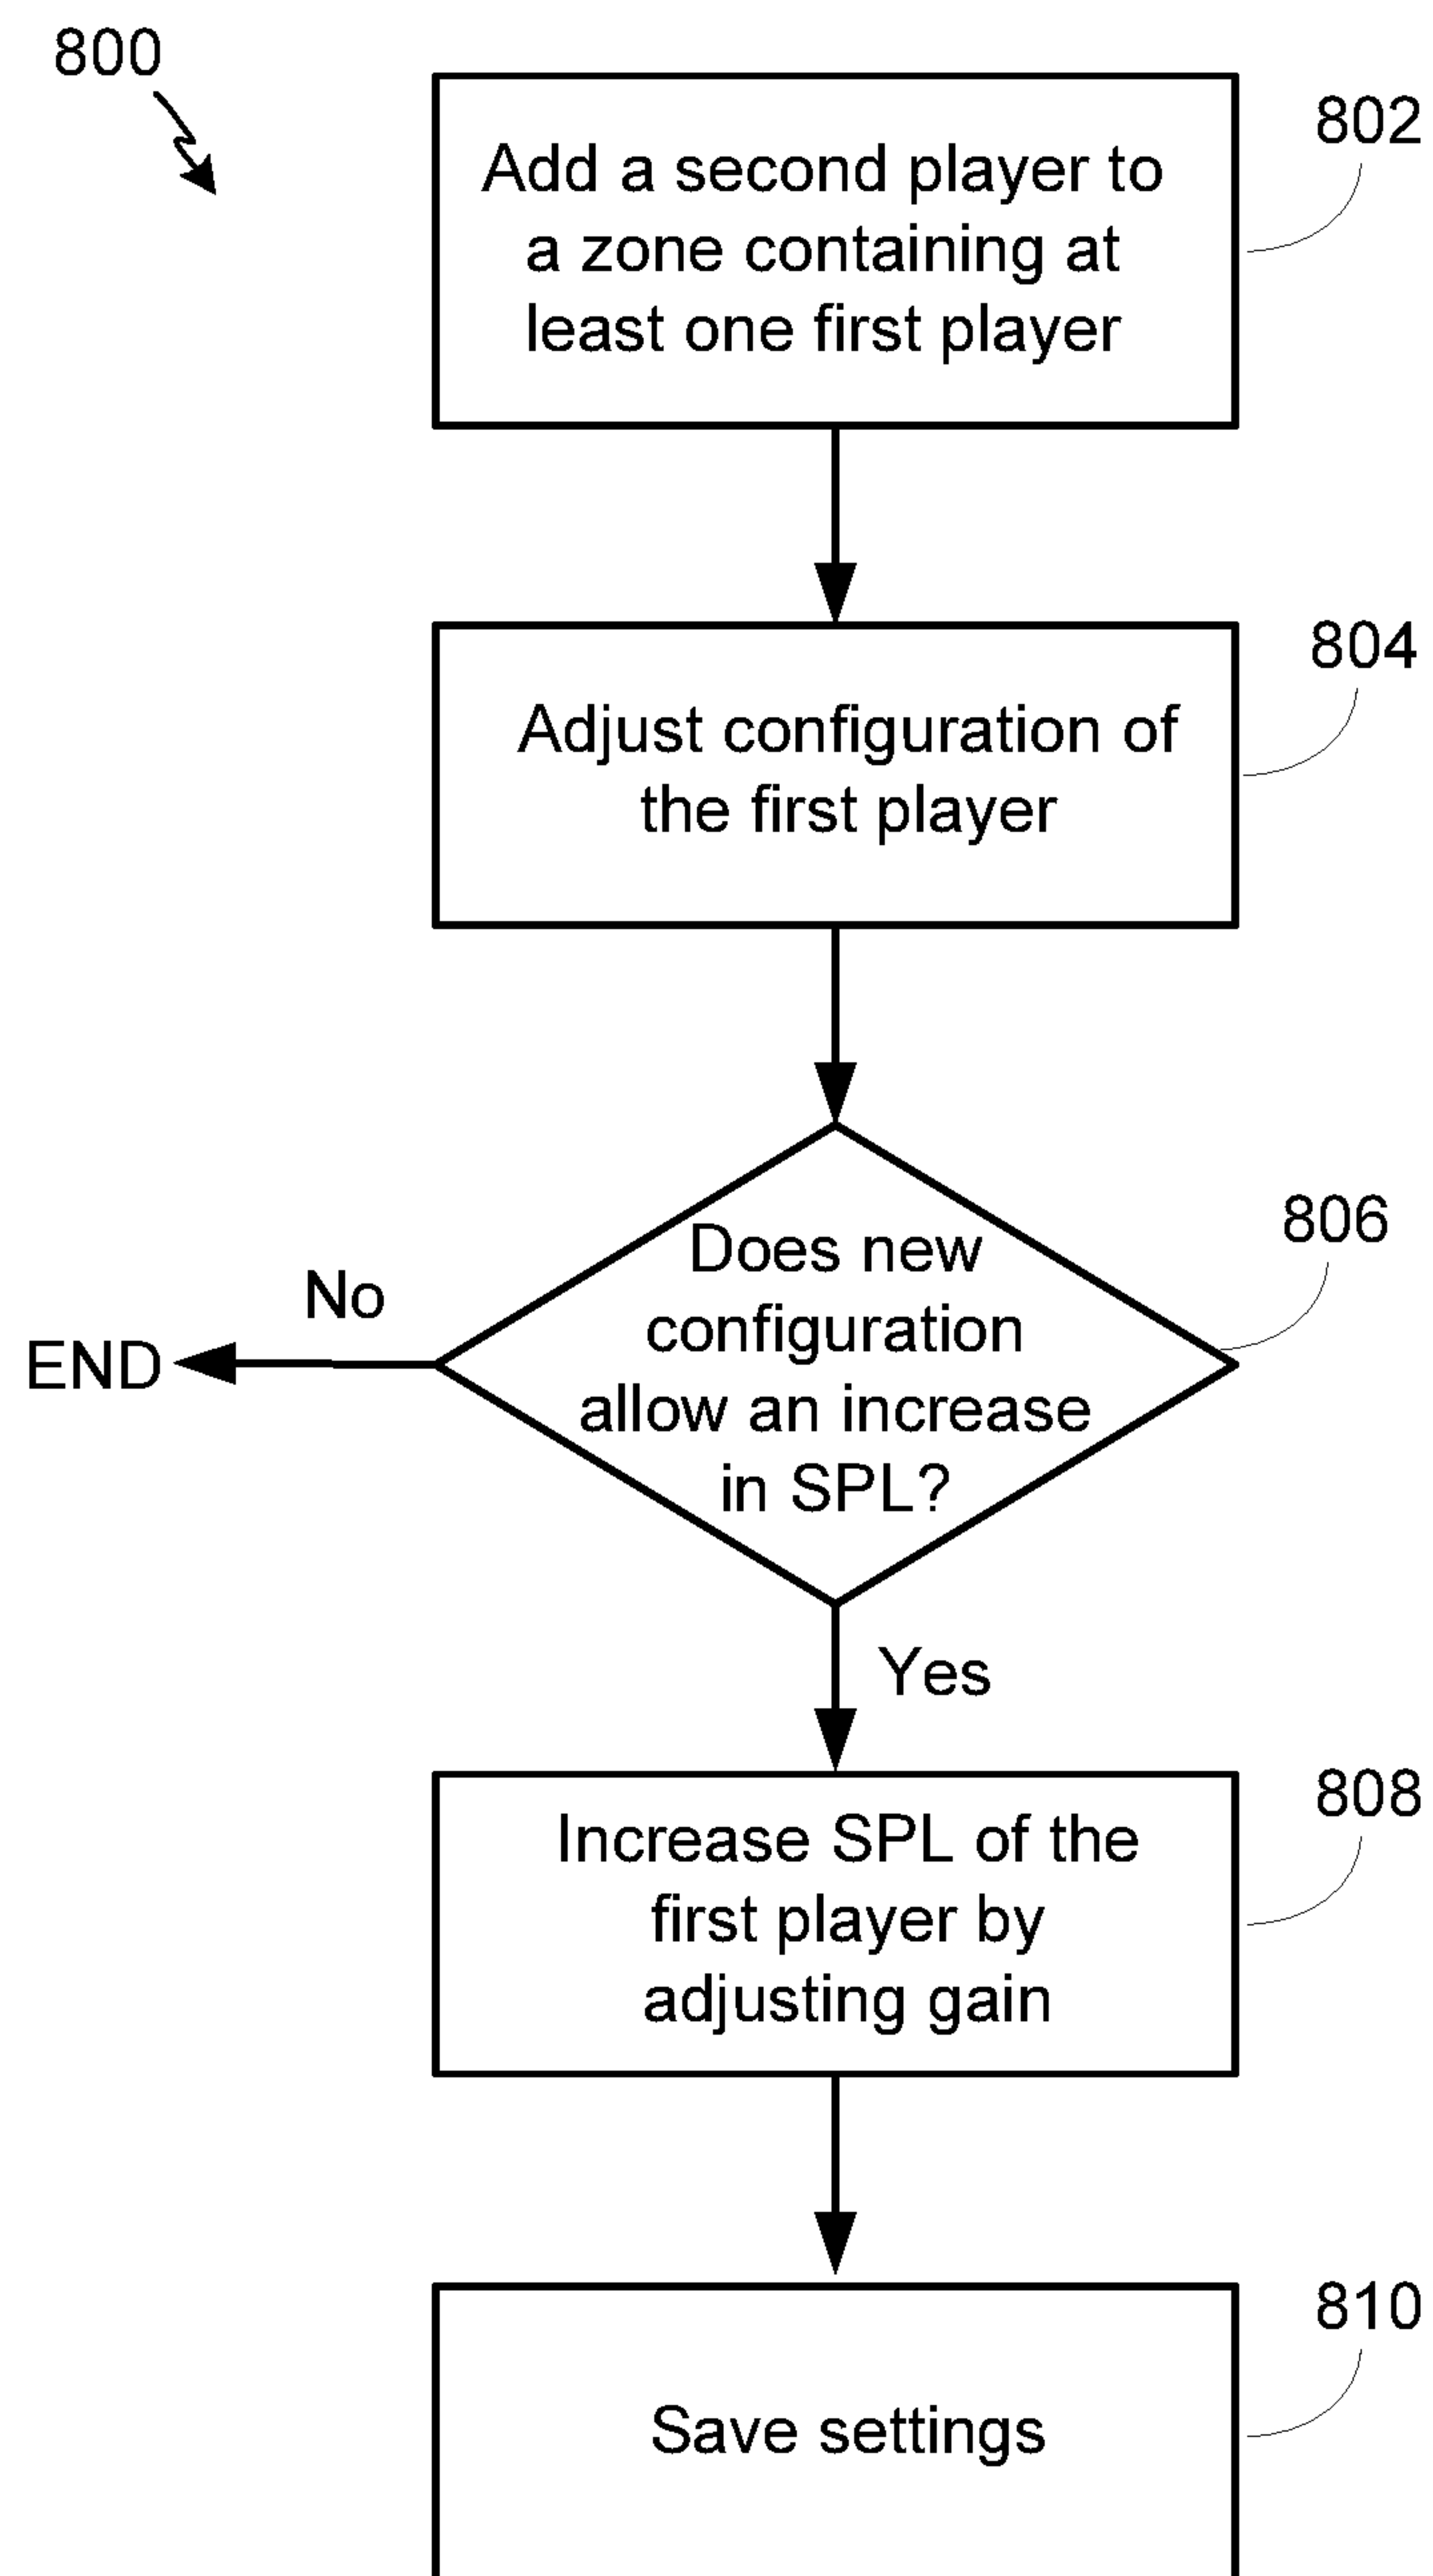 800
802
Add a second player to
a zone containing at
least one first player
804
Adjust configuration of
the first player
806
Does new
configuration
allow an increase
in SPL?
No
END
Yes
808
Increase SPL of the
first player by
adjusting gain
810
Save settings